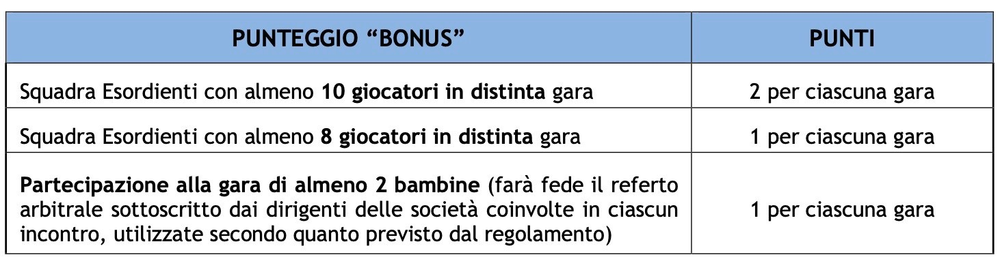 PUNTEGGIO “BONUS”
PUNTI
Squadra Esordienti con almeno 10 giocatori in distinta gara
2 per ciascuna gara
Squadra Esordienti con almeno 8 giocatori in distinta gara
1 per ciascuna gara
Partecipazione alla gara di almeno 2 bambine (farà fede il referto
arbitrale sottoscritto dai dirigenti delle società coinvolte in ciascun
incontro, utilizzate secondo quanto previsto dal regolamento)
1 per ciascuna gara